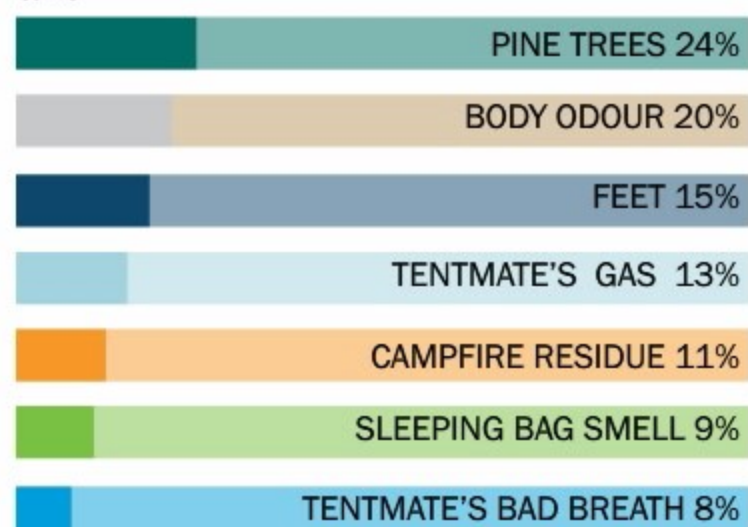 PINE TREES 24%
BODY ODOUR 20%
FEET 15%
TENTMATE'S GAS 13%
CAMPFIRE RESIDUE 11%
SLEEPING BAG SMELL 9%
TENTMATE'S BAD BREATH 8%